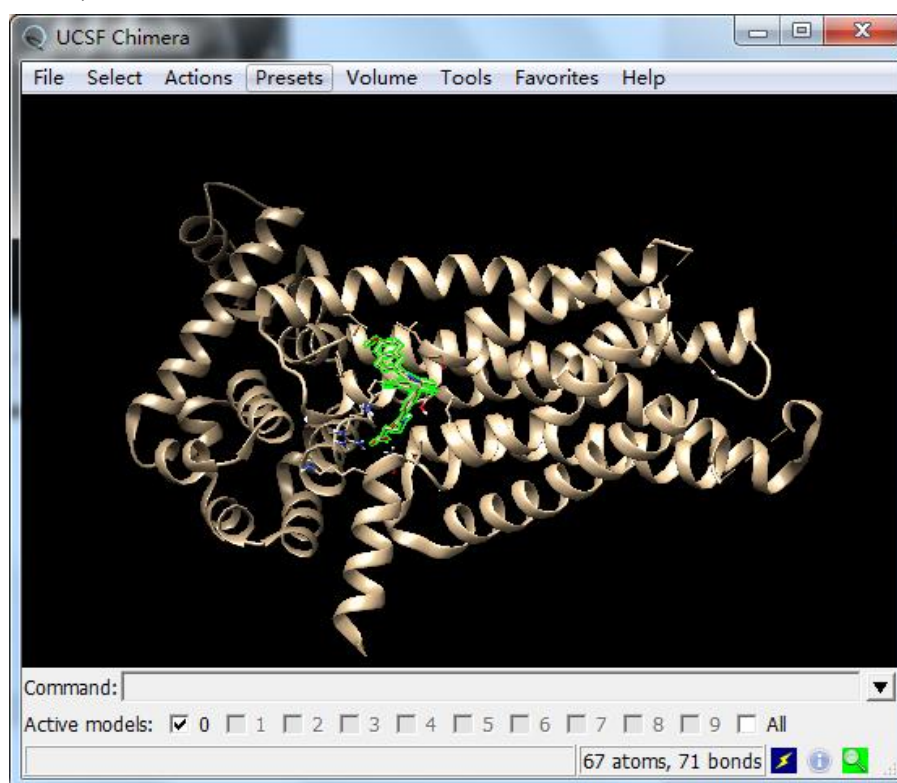 UCSF Chimera
File Select Actions Presets Volume Tools Favorites Help
Command:
Active models: 0 1 2 3 4 5 6 7 8 9 All
67 atoms, 71 bonds